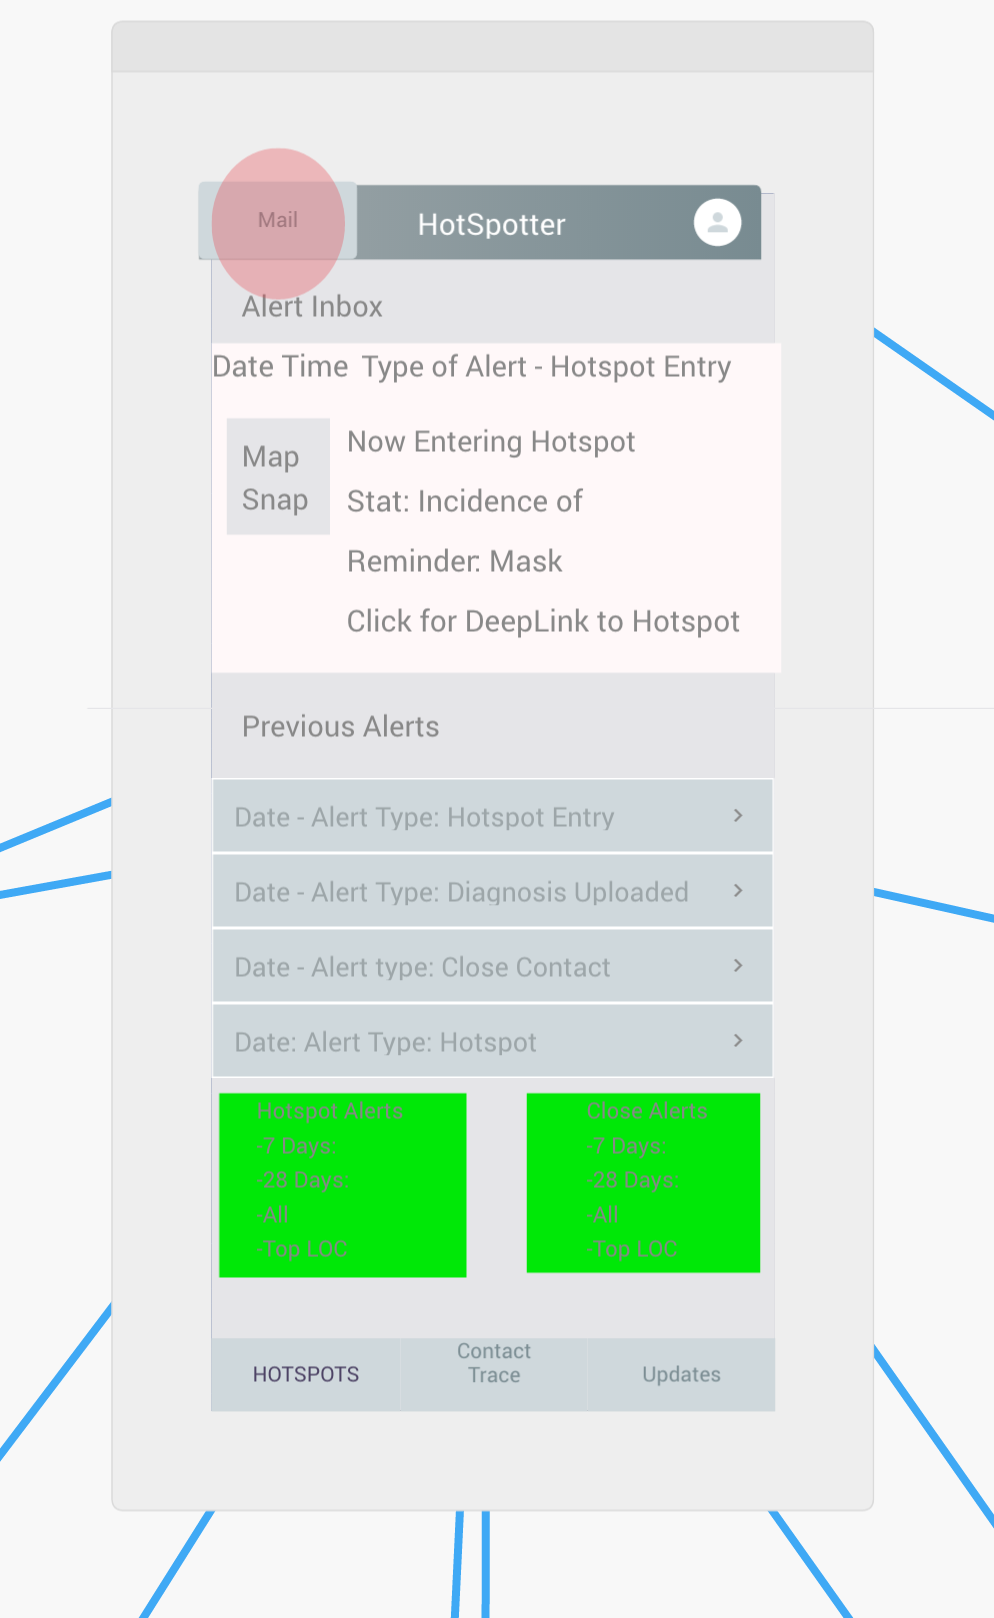 Mail
HotSpotter
Alert Inbox
Date Time Type of Alert - Hotspot Entry
Map
Snap
Now Entering Hotspot
Stat: Incidence of
Reminder: Mask
Click for DeepLink to Hotspot
Previous Alerts
Date - Alert Type: Hotspot Entry
Date - Alert Type: Diagnosis Uploaded
Date - Alert type: Close Contact
Date: Alert Type: Hotspot
Hotspot Alerts
-7 Days:
-28 Days:
-All
-Top LOC
Close Alerts
-7 Days:
-28 Days:
-All
-Top LOC
HOTSPOTS
Contact
Trace
Updates